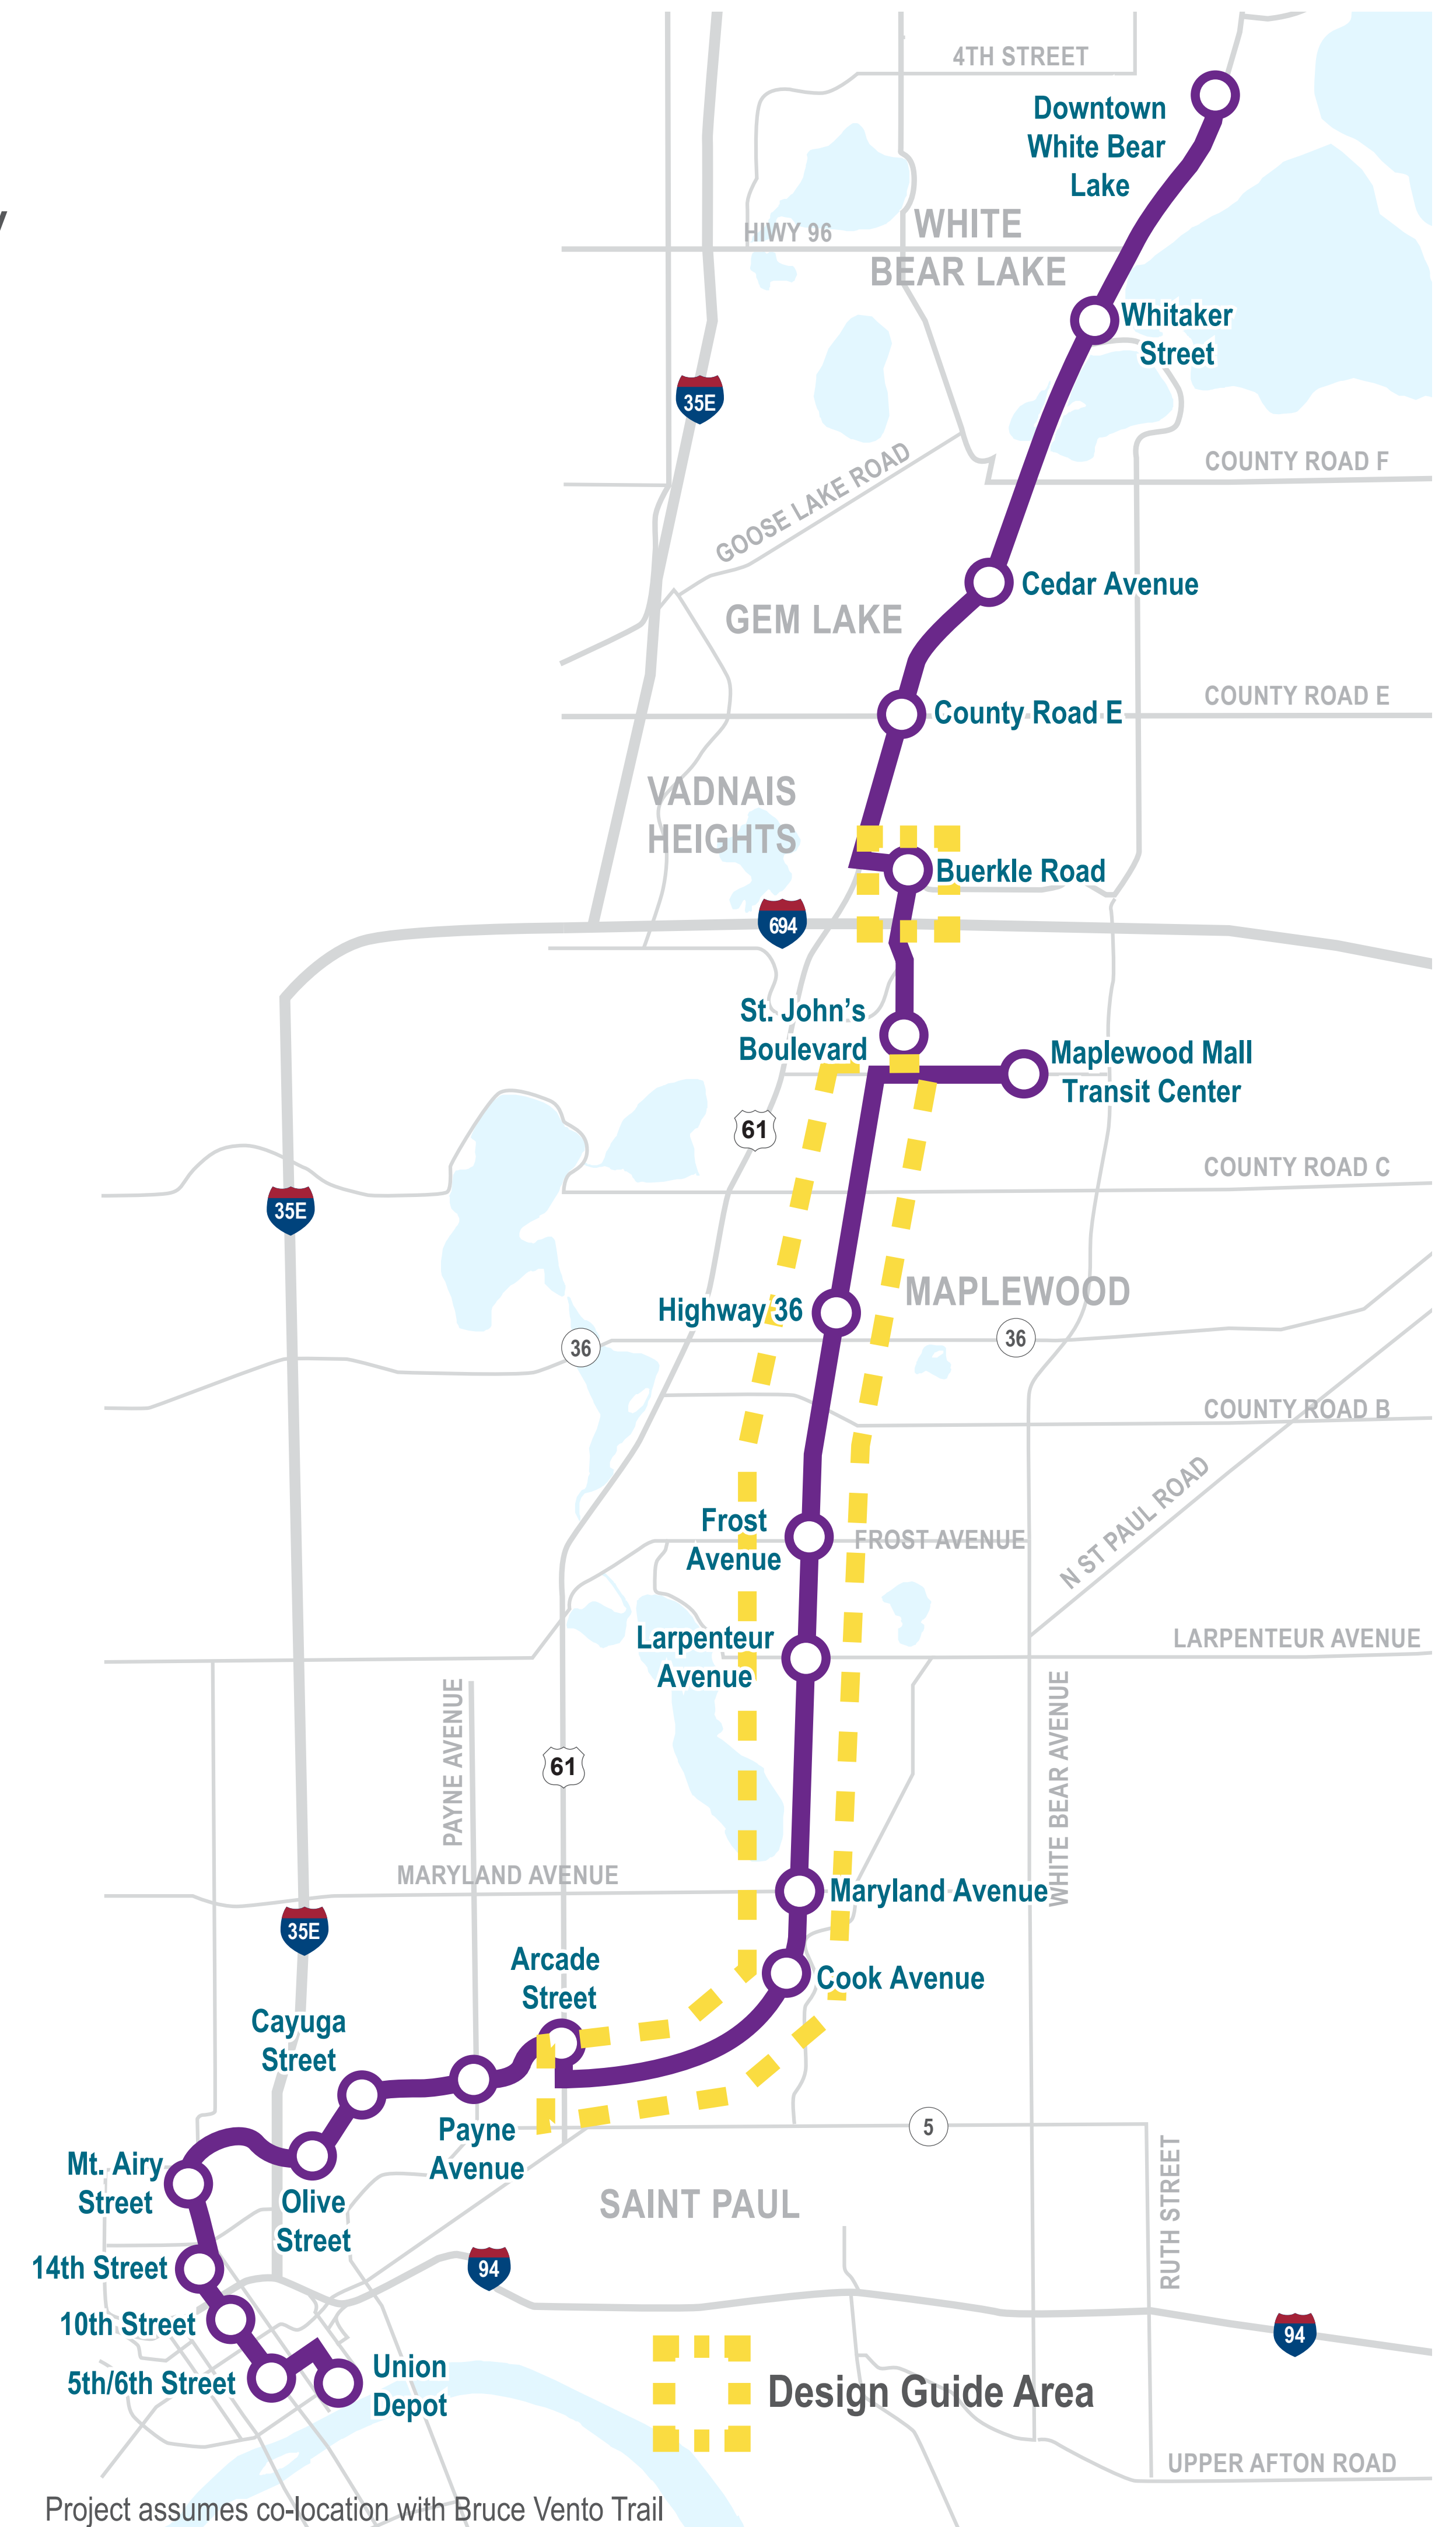 4TH STREET
Downtown
White Bear
Lake
y
HIWY 96
WHITE
BEAR LAKE
Whitaker
Street
35E
COUNTY ROAD F
GOOSE LAKE ROAD
Cedar Avenue
GEM LAKE
COUNTY ROAD E
County Road E
VADNAIS
HEIGHTS
Buerkle Road
694
St. John's
Boulevard
Maplewood Mall
Transit Center
61
COUNTY ROAD C
35E
MAPLEWOOD
Highway 36
36
36
COUNTY ROAD B
N ST PAUL ROAD
Frost
Avenue
FROST AVENUE
Larpenteur
Avenue
LARPENTEUR AVENUE
PAYNE AVENUE
WHITE BEAR AVENUE
61
MARYLAND AVENUE
Maryland Avenue
35E
Arcade
Street
Cook Avenue
Cayuga
Street
Payne
Avenue
5
Mt. Airy
Street
Olive
Street
SAINT PAUL
RUTH STREET
14th Street
94
10th Street
94
5th/6th Street
Union
Depot
Design Guide Area
UPPER AFTON ROAD
Project assumes co-location with Bruce Vento Trail